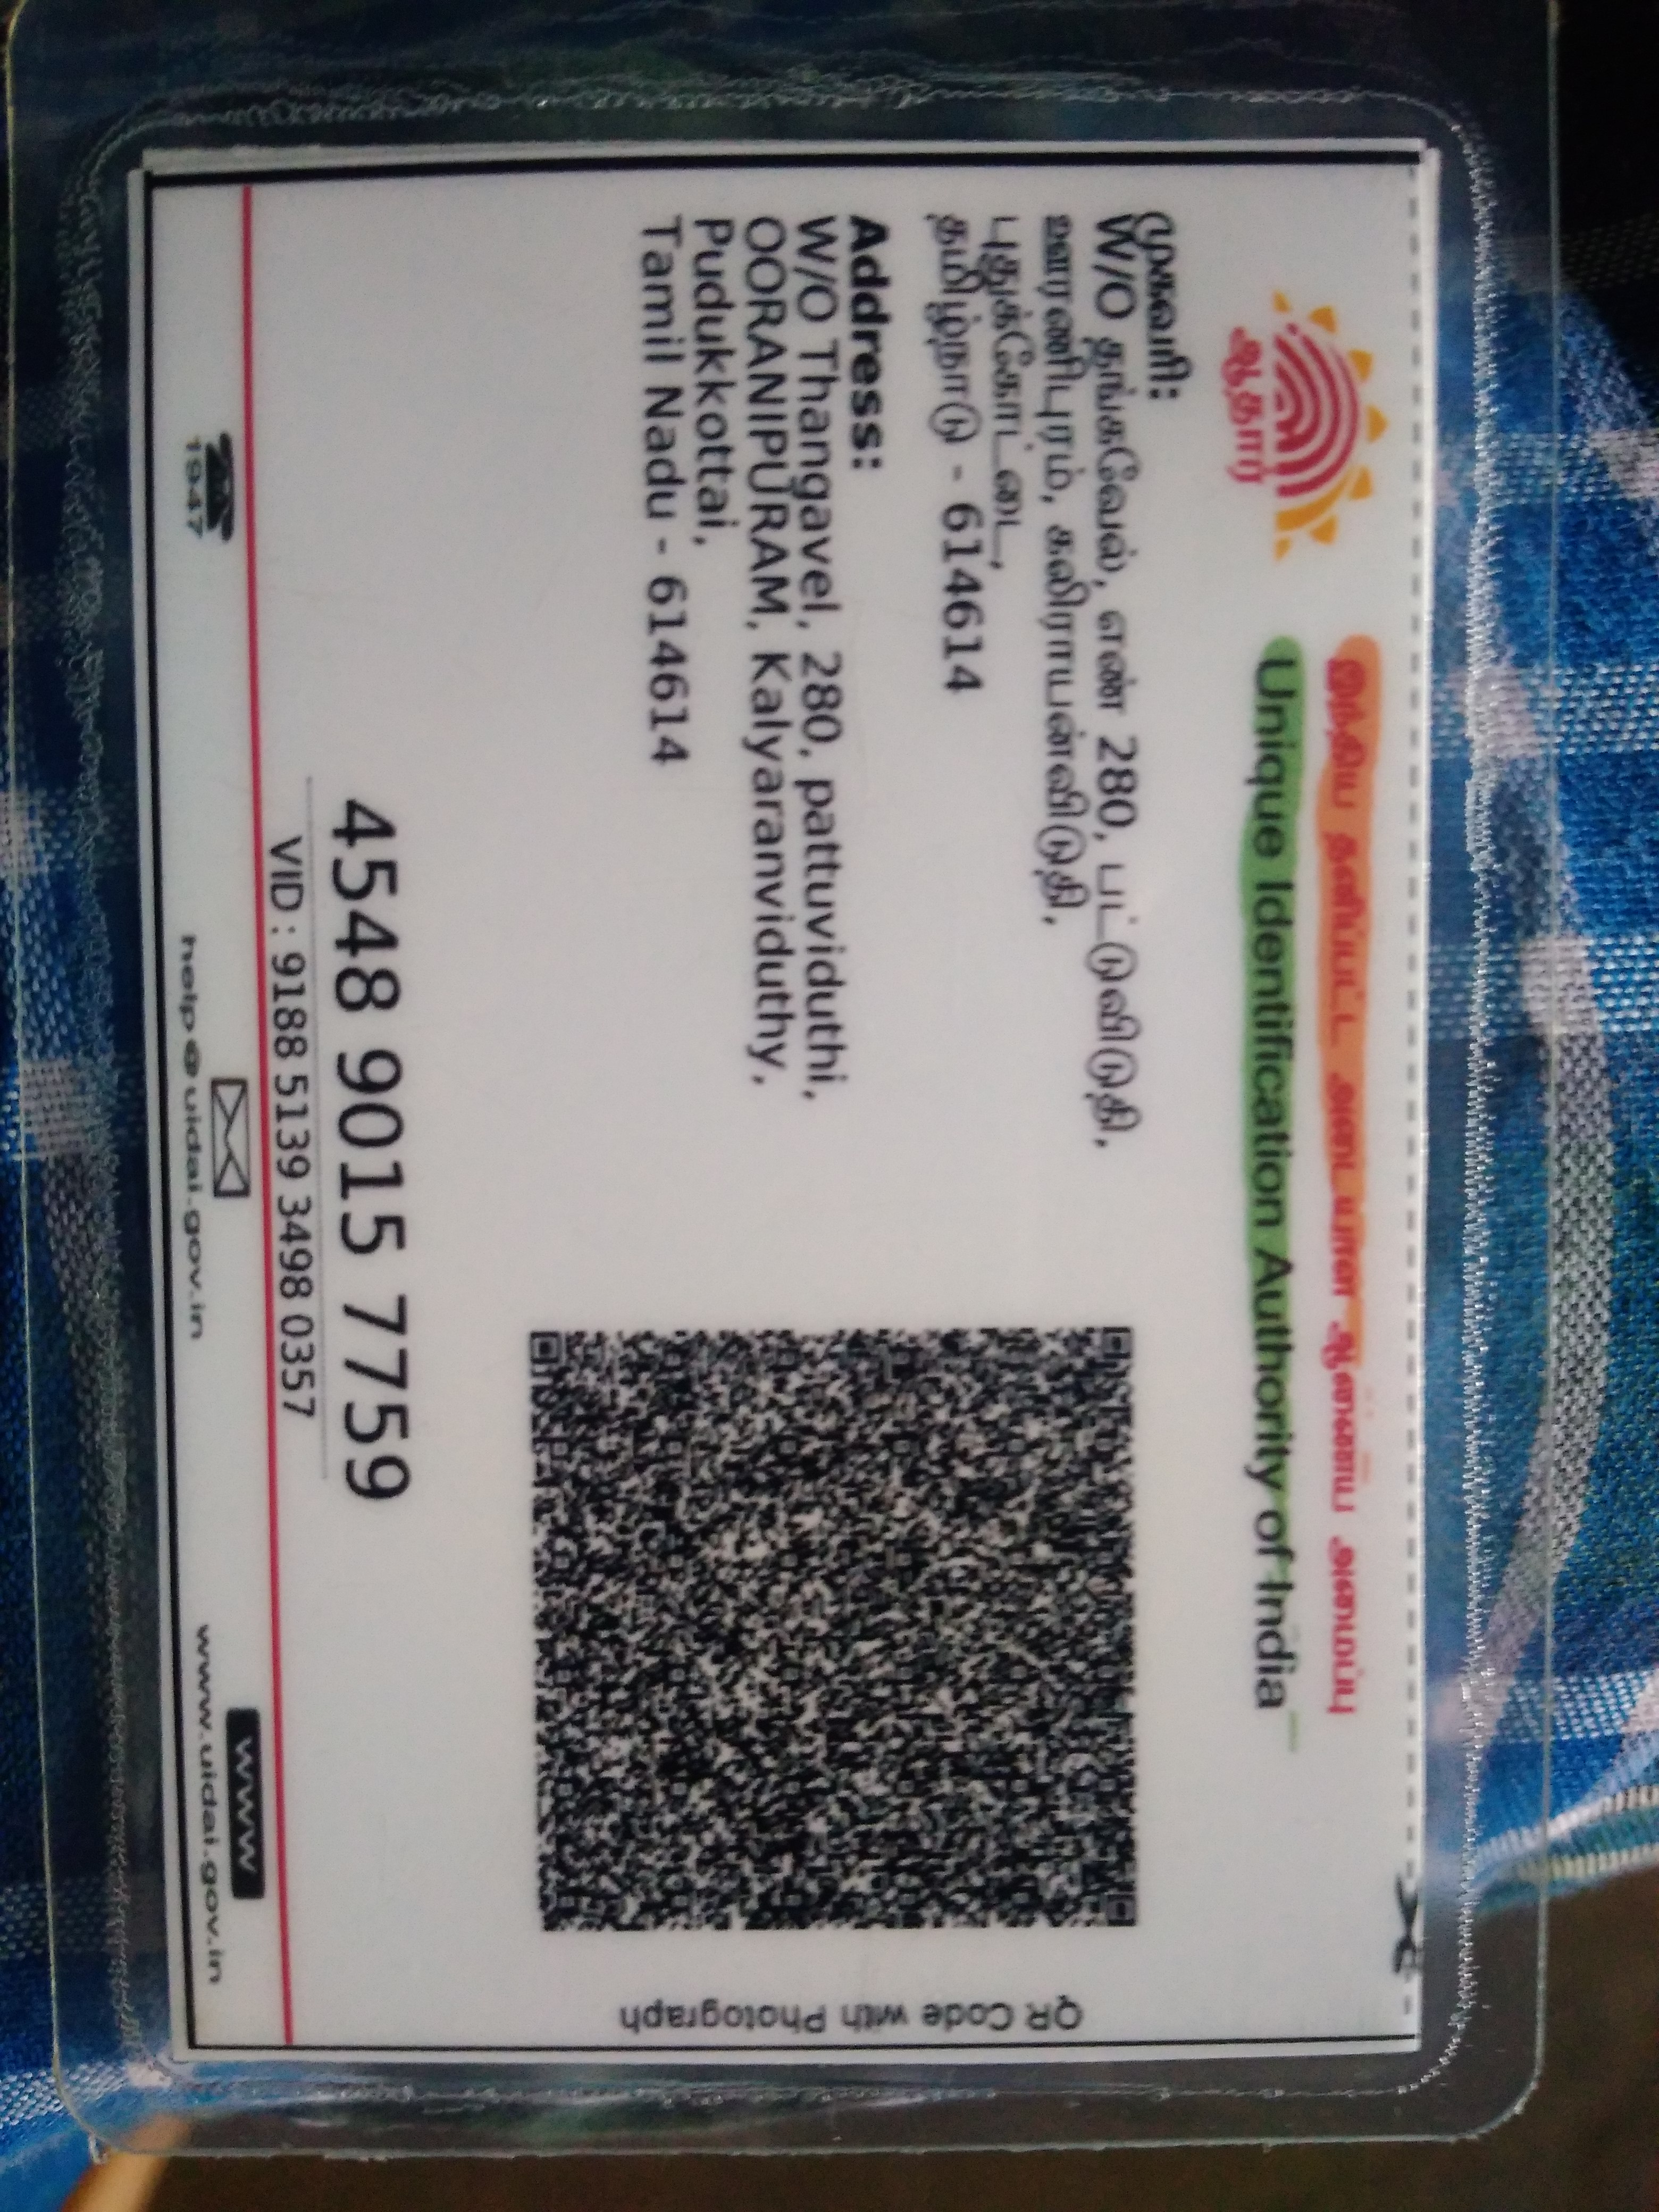 இந்திய தனிப்பட்ட அடையாள ஆணைய அமைப்பு
Unique Identification Authority of India
ஆதார்
முகவரி:
W/O தங்கவேல், எண் 280, பட்டுவிடுதி,
ஊரணிபுரம், கலிராயன்விடுதி,
புதுக்கோட்டை,
தமிழ்நாடு - 614614
Address:
W/O Thangavel, 280, pattuviduthi,
OORANIPURAM, Kalyaranviduthy,
Pudukkottai,
Tamil Nadu - 614614
QR Code with Photograph
4548 9015 7759
VID : 9188 5139 3498 0357
1947
help@uidai.gov.in
www
www.uidai.gov.in